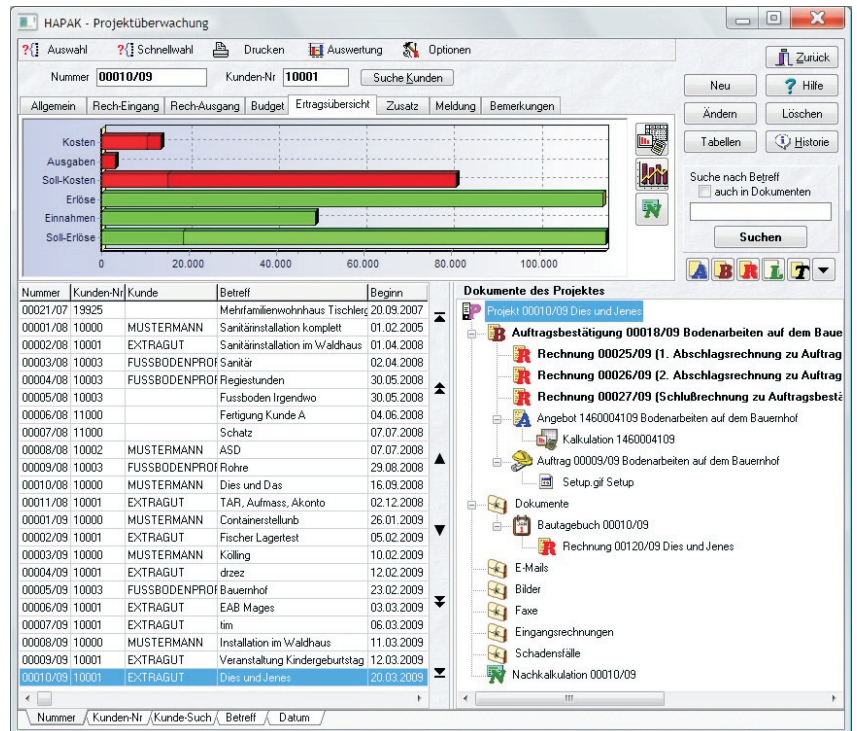 HAPAK - Projektüberwachung
?{} Auswahl ?{} Schnellwahl Drucken Auswertung Optionen
Nummer 00010/09 Kunden-Nr 10001 Suche Kunden
Zurück
Neu Hilfe
Ändern Löschen
Tabellen Historie
Allgemein Rech-Eingang Rech-Ausgang Budget Ertragsübersicht Zusatz Meldung Bemerkungen
Kosten
Ausgaben
Soll-Kosten
Erlöse
Einnahmen
Soll-Erlöse
0 20.000 40.000 60.000 80.000 100.000
Suche nach Betreff
auch in Dokumenten
Suchen
A B R L T
Nummer Kunden-Nr Kunde Betreff Beginn
00021/07 19925 Mehrfamilienwohnhaus Tischlerg 20.09.2007
00001/08 10000 MUSTERMANN Sanitärinstallation komplett 01.02.2005
00002/08 10001 EXTRAGUT Sanitärinstallation im Waldhaus 01.04.2008
00003/08 10003 FUSSBODENPROF Sanitär 02.04.2008
00004/08 10003 FUSSBODENPROF Regiestunden 30.05.2008
00005/08 10003 Fussboden Irgendwo 30.05.2008
00006/08 11000 Fertigung Kunde A 04.06.2008
00007/08 11000 Schatz 07.07.2008
00008/08 10002 MUSTERMANN ASD 07.07.2008
00009/08 10003 FUSSBODENPROF Rohre 29.08.2008
00010/08 10000 MUSTERMANN Dies und Das 16.09.2008
00011/08 10001 EXTRAGUT TAR, Aufmass, Akonto 02.12.2008
00001/09 10000 MUSTERMANN Containerstellunb 26.01.2009
00002/09 10001 EXTRAGUT Fischer Lagertest 05.02.2009
00003/09 10000 MUSTERMANN Kölling 10.02.2009
00004/09 10001 EXTRAGUT drzez 12.02.2009
00005/09 10003 FUSSBODENPROF Bauernhof 23.02.2009
00006/09 10001 EXTRAGUT EAB Mages 03.03.2009
00007/09 10001 EXTRAGUT tim 06.03.2009
00008/09 10000 MUSTERMANN Installation im Waldhaus 11.03.2009
00009/09 10001 EXTRAGUT Veranstaltung Kindergeburtstag 12.03.2009
00010/09 10001 EXTRAGUT Dies und Jenes 20.03.2009
Nummer Kunden-Nr Kunde-Such Betreff Datum
Dokumente des Projektes
Projekt 00010/09 Dies und Jenes
Auftragsbestätigung 00018/09 Bodenarbeiten auf dem Baue
Rechnung 00025/09 (1. Abschlagsrechnung zu Auftrag
Rechnung 00026/09 (2. Abschlagsrechnung zu Auftrag
Rechnung 00027/09 (Schlußrechnung zu Auftragsbestä
Angebot 1460004109 Bodenarbeiten auf dem Bauernhof
Kalkulation 1460004109
Auftrag 00009/09 Bodenarbeiten auf dem Bauernhof
Setup.gif Setup
Dokumente
Bautagebuch 00010/09
Rechnung 00120/09 Dies und Jenes
E-Mails
Bilder
Faxe
Eingangsrechnungen
Schadensfälle
Nachkalkulation 00010/09